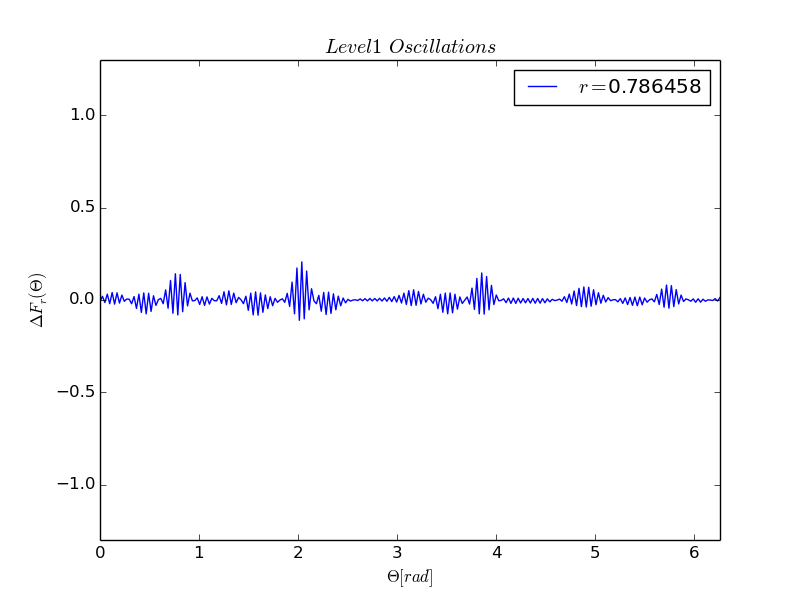 Level1 Oscillations
r=0.786458
1.0
0.5
0.0
−0.5
−1.0
ΔF_r(Θ)
0 1 2 3 4 5 6
Θ[rad]